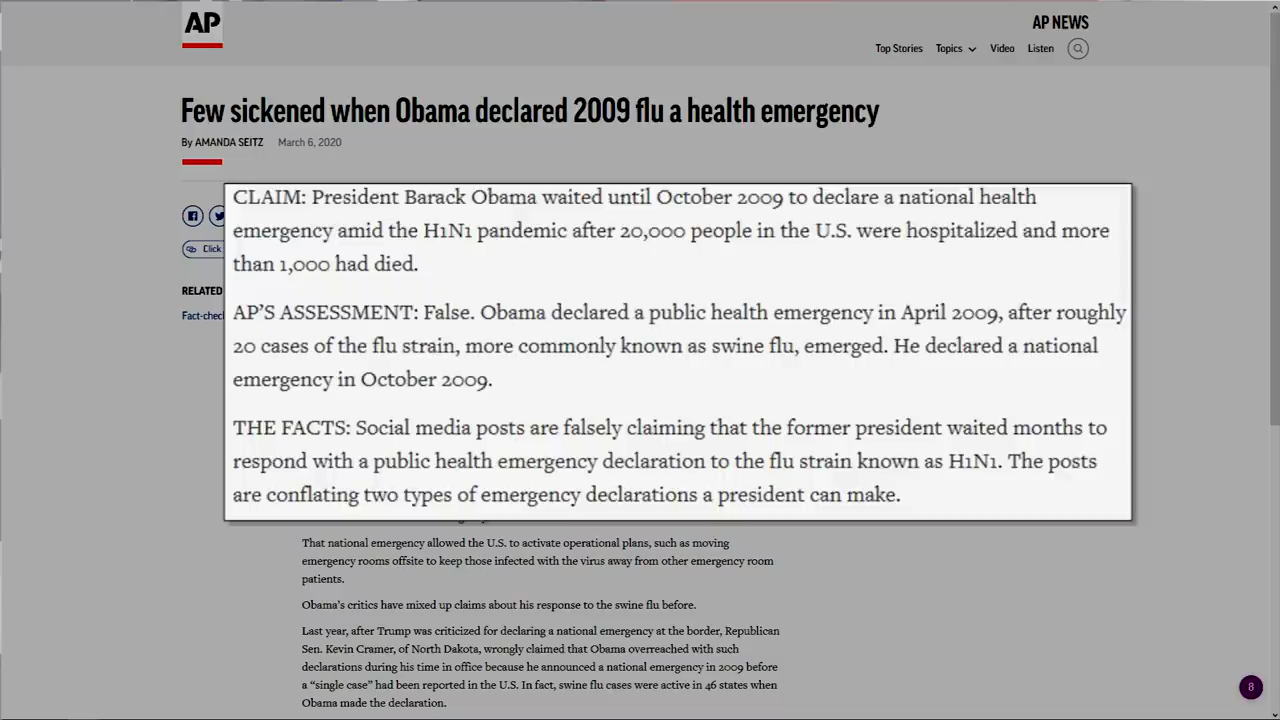 AP
AP NEWS
Top Stories Topics Video Listen
Few sickened when Obama declared 2009 flu a health emergency
By AMANDA SEITZ March 6, 2020
Click
RELATED
Fact-chec
CLAIM: President Barack Obama waited until October 2009 to declare a national health
emergency amid the H1N1 pandemic after 20,000 people in the U.S. were hospitalized and more
than 1,000 had died.
AP'S ASSESSMENT: False. Obama declared a public health emergency in April 2009, after roughly
20 cases of the flu strain, more commonly known as swine flu, emerged. He declared a national
emergency in October 2009.
THE FACTS: Social media posts are falsely claiming that the former president waited months to
respond with a public health emergency declaration to the flu strain known as H1N1. The posts
are conflating two types of emergency declarations a president can make.
That national emergency allowed the U.S. to activate operational plans, such as moving
emergency rooms offsite to keep those infected with the virus away from other emergency room
patients.
Obama's critics have mixed up claims about his response to the swine flu before.
Last year, after Trump was criticized for declaring a national emergency at the border, Republican
Sen. Kevin Cramer, of North Dakota, wrongly claimed that Obama overreached with such
declarations during his time in office because he announced a national emergency in 2009 before
a “single case” had been reported in the U.S. In fact, swine flu cases were active in 46 states when
Obama made the declaration.
8